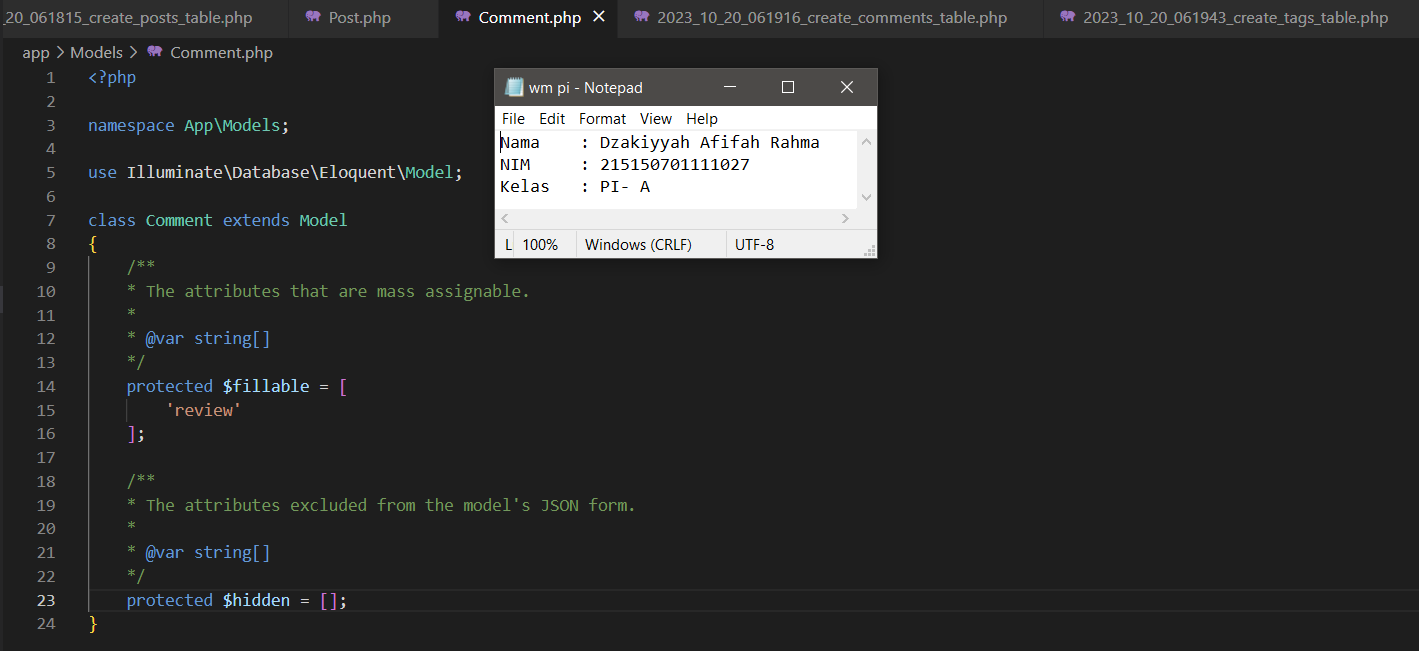 _20_061815_create_posts_table.php Post.php Comment.php 2023_10_20_061916_create_comments_table.php 2023_10_20_061943_create_tags_table.php
app > Models > Comment.php
1 <?php
2
3 namespace App\Models;
4
5 use Illuminate\Database\Eloquent\Model;
6
7 class Comment extends Model
8 {
9 /**
10 * The attributes that are mass assignable.
11 *
12 * @var string[]
13 */
14 protected $fillable = [
15 'review'
16 ];
17
18 /**
19 * The attributes excluded from the model's JSON form.
20 *
21 * @var string[]
22 */
23 protected $hidden = [];
24 }
wm pi - Notepad
File Edit Format View Help
Nama : Dzakiyyah Afifah Rahma
NIM : 215150701111027
Kelas : PI- A
L 100% Windows (CRLF) UTF-8